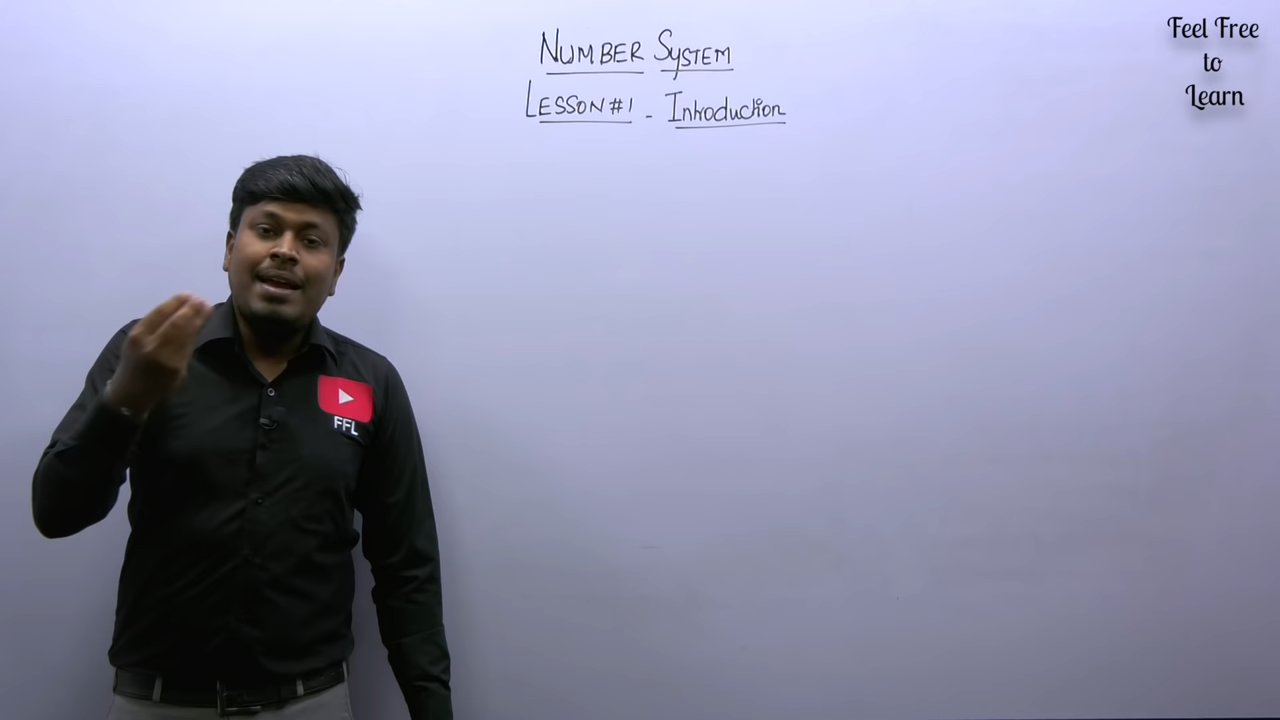 NUMBER SYSTEM
LESSON #1 - Introduction
Feel Free
to
Learn
FFL